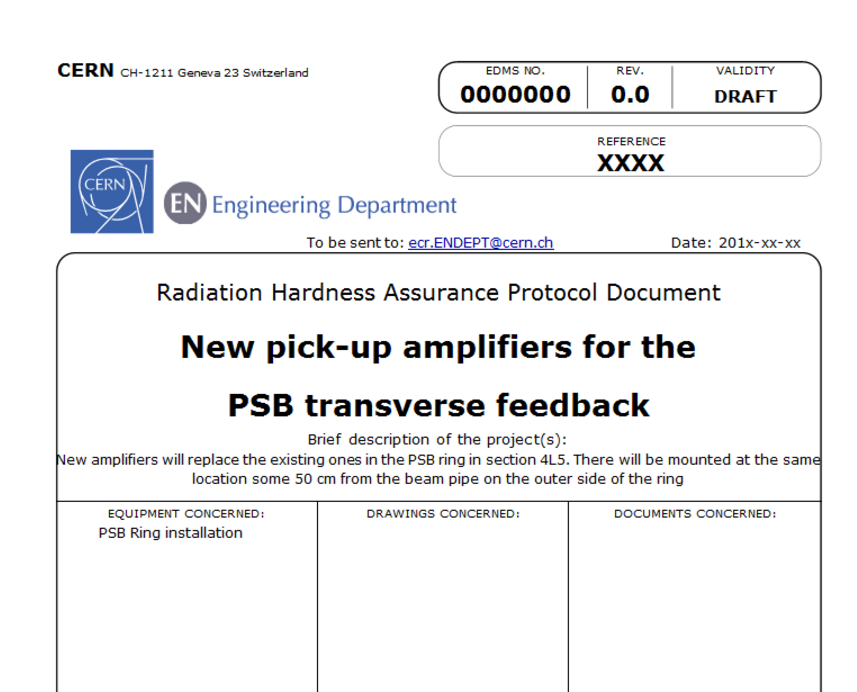 CERN CH-1211 Geneva 23 Switzerland
EDMS NO. REV. VALIDITY
0000000 0.0 DRAFT
REFERENCE
XXXX
CERN
EN Engineering Department
To be sent to: ecr.ENDEPT@cern.ch Date: 201x-xx-xx
Radiation Hardness Assurance Protocol Document
New pick-up amplifiers for the
PSB transverse feedback
Brief description of the project(s):
New amplifiers will replace the existing ones in the PSB ring in section 4L5. There will be mounted at the same
location some 50 cm from the beam pipe on the outer side of the ring
EQUIPMENT CONCERNED: DRAWINGS CONCERNED: DOCUMENTS CONCERNED:
PSB Ring installation